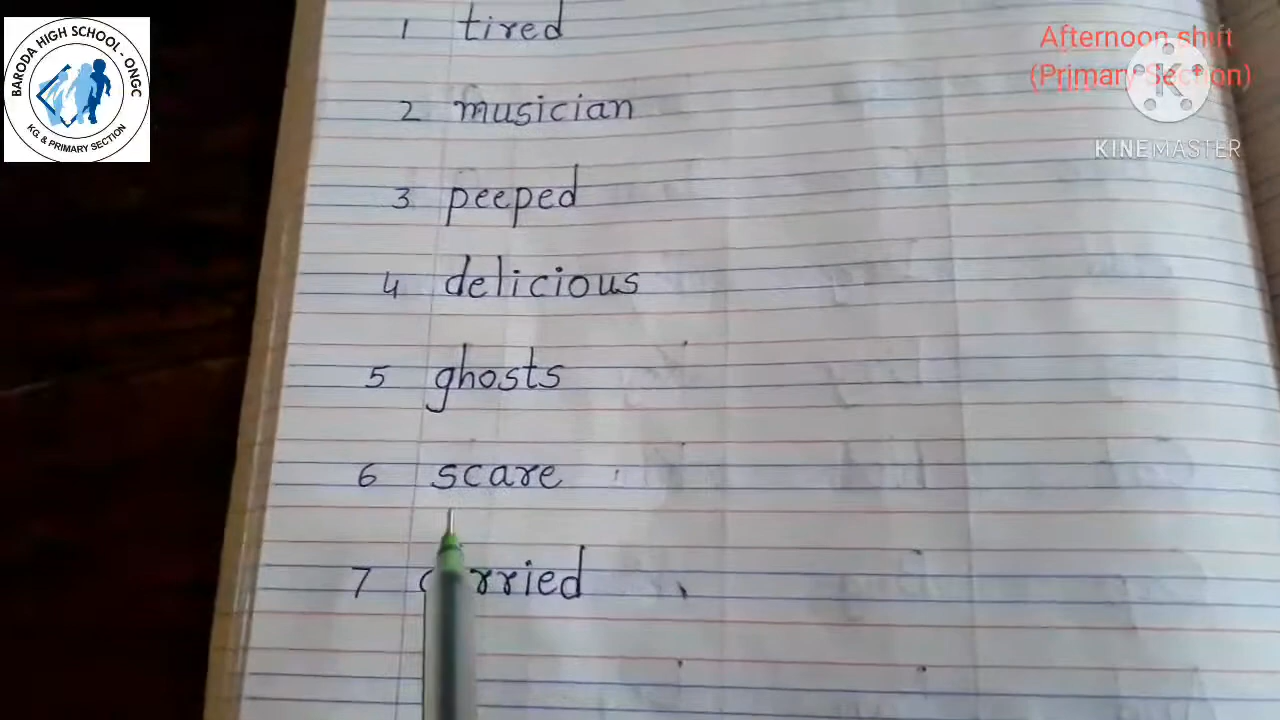 BARODA HIGH SCHOOL - ONGC
KG & PRIMARY SECTION
Afternoon shift
(Primary Section)
K
KINEMASTER
1 tired
2 musician
3 peeped
4 delicious
5 ghosts
6 scare
7 carried